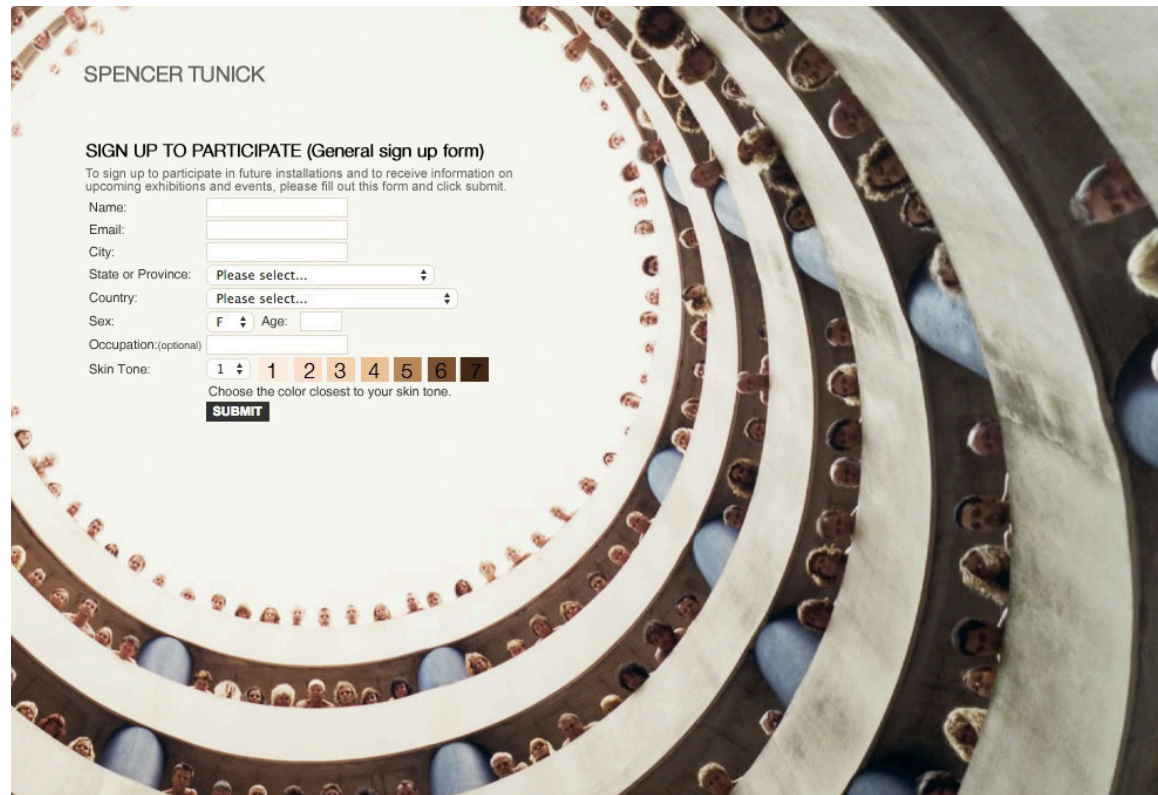 SPENCER TUNICK
SIGN UP TO PARTICIPATE (General sign up form)
To sign up to participate in future installations and to receive information on
upcoming exhibitions and events, please fill out this form and click submit.
Name:
Email:
City:
State or Province: Please select...
Country: Please select...
Sex: F Age:
Occupation:(optional)
Skin Tone: 1 1 2 3 4 5 6 7
Choose the color closest to your skin tone.
SUBMIT